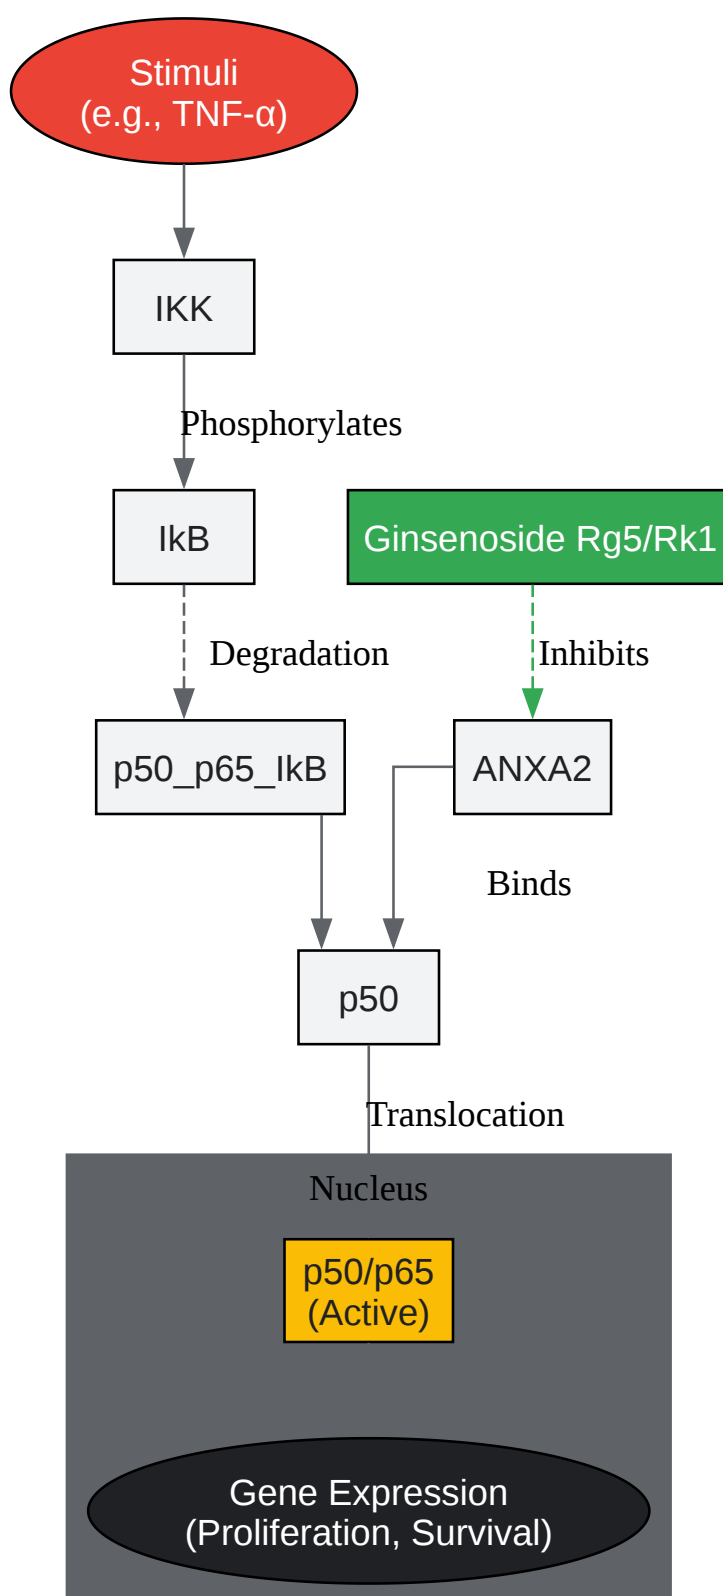 Stimuli
(e.g., TNF-α)
IKK
Phosphorylates
IkB
Ginsenoside Rg5/Rk1
Degradation
Inhibits
p50_p65_IkB
ANXA2
Binds
p50
Translocation
Nucleus
p50/p65
(Active)
Gene Expression
(Proliferation, Survival)